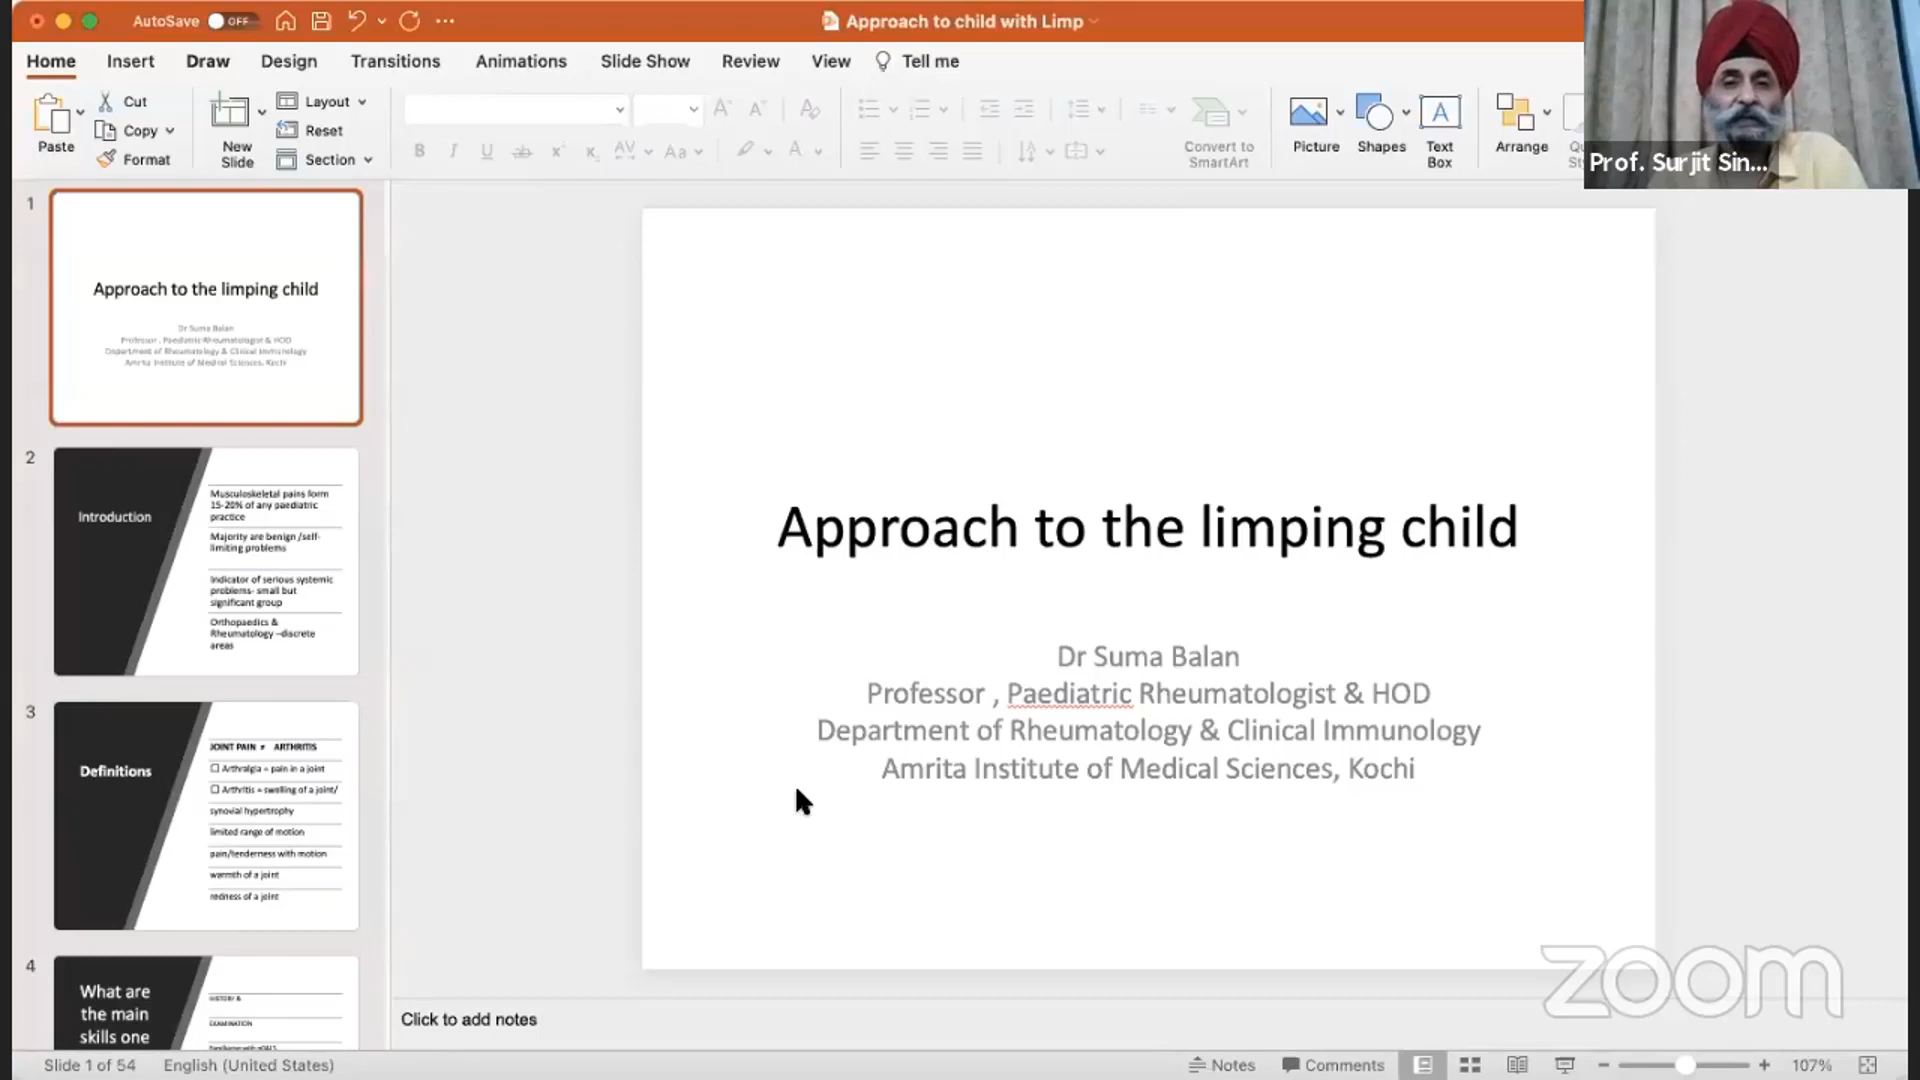 AutoSave OFF
Approach to child with Limp
Home Insert Draw Design Transitions Animations Slide Show Review View Tell me
Paste
Cut
Copy
Format
New
Slide
Layout
Reset
Section
Convert to
SmartArt
Picture
Shapes
Text
Box
Arrange
Prof. Surjit Sin...
1
Approach to the limping child
Dr Suma Balan
Professor , Paediatric Rheumatologist & HOD
Department of Rheumatology & Clinical Immunology
Amrita Institute of Medical Sciences, Kochi
2
Introduction
Musculoskeletal pains form
15-20% of any paediatric
practice
Majority are benign /self-
limiting problems
Indicator of serious systemic
problems- small but
significant group
Orthopaedics &
Rheumatology –discrete
areas
3
Definitions
JOINT PAIN ≠ ARTHRITIS
Arthralgia = pain in a joint
Arthritis = swelling of a joint/
synovial hypertrophy
limited range of motion
pain/tenderness with motion
warmth of a joint
redness of a joint
4
What are
the main
skills one
HISTORY &
EXAMINATION
Approach to the limping child
Dr Suma Balan
Professor , Paediatric Rheumatologist & HOD
Department of Rheumatology & Clinical Immunology
Amrita Institute of Medical Sciences, Kochi
zoom
Click to add notes
Slide 1 of 54 English (United States)
Notes Comments 107%